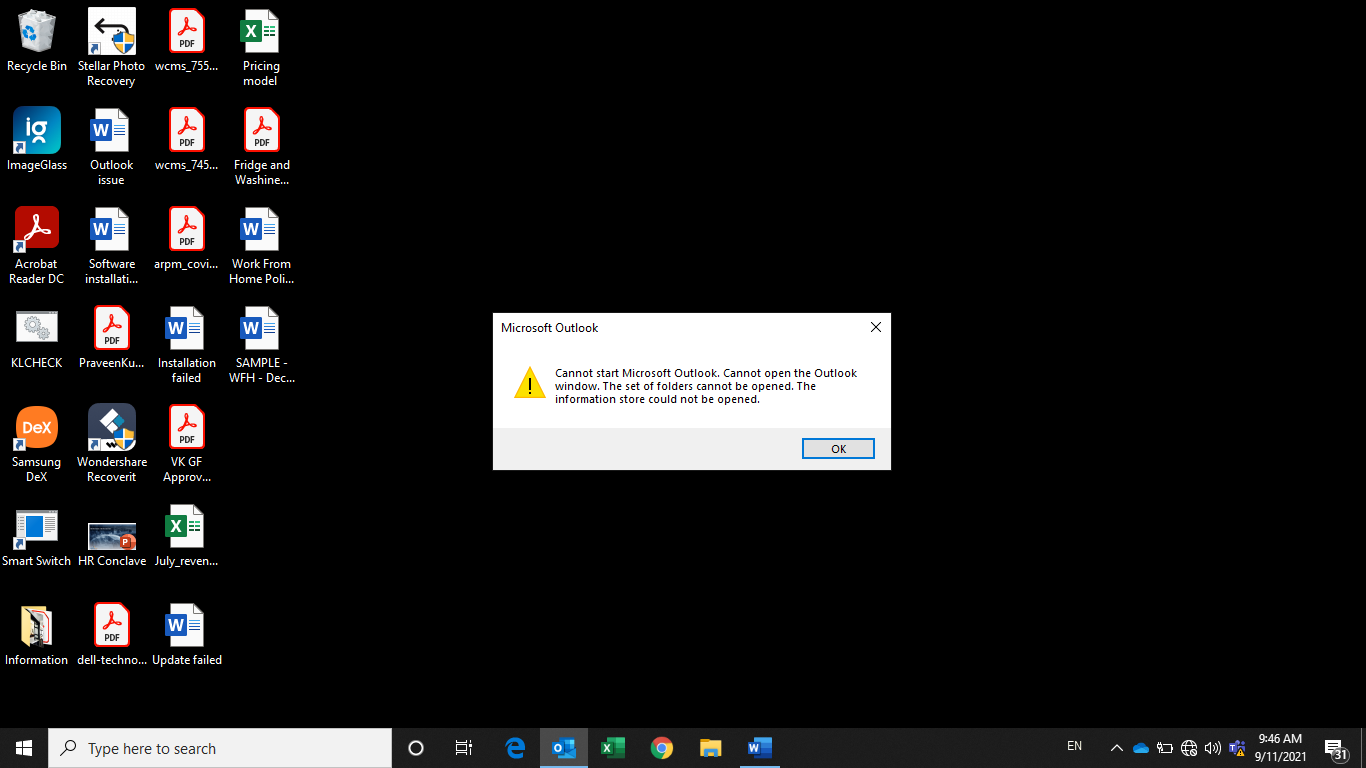 Recycle Bin
Stellar Photo
Recovery
wcms_755...
Pricing
model
ImageGlass
Outlook
issue
wcms_745...
Fridge and
Washine...
Acrobat
Reader DC
Software
installati...
arpm_covi...
Work From
Home Poli...
KLCHECK
PraveenKu...
Installation
failed
SAMPLE -
WFH - Dec...
Samsung
DeX
Wondershare
Recoverit
VK GF
Approv...
Smart Switch
HR Conclave
July_reven...
Information
dell-techno...
Update failed
Microsoft Outlook
Cannot start Microsoft Outlook. Cannot open the Outlook
window. The set of folders cannot be opened. The
information store could not be opened.
OK
Type here to search
EN
9:46 AM
9/11/2021
31